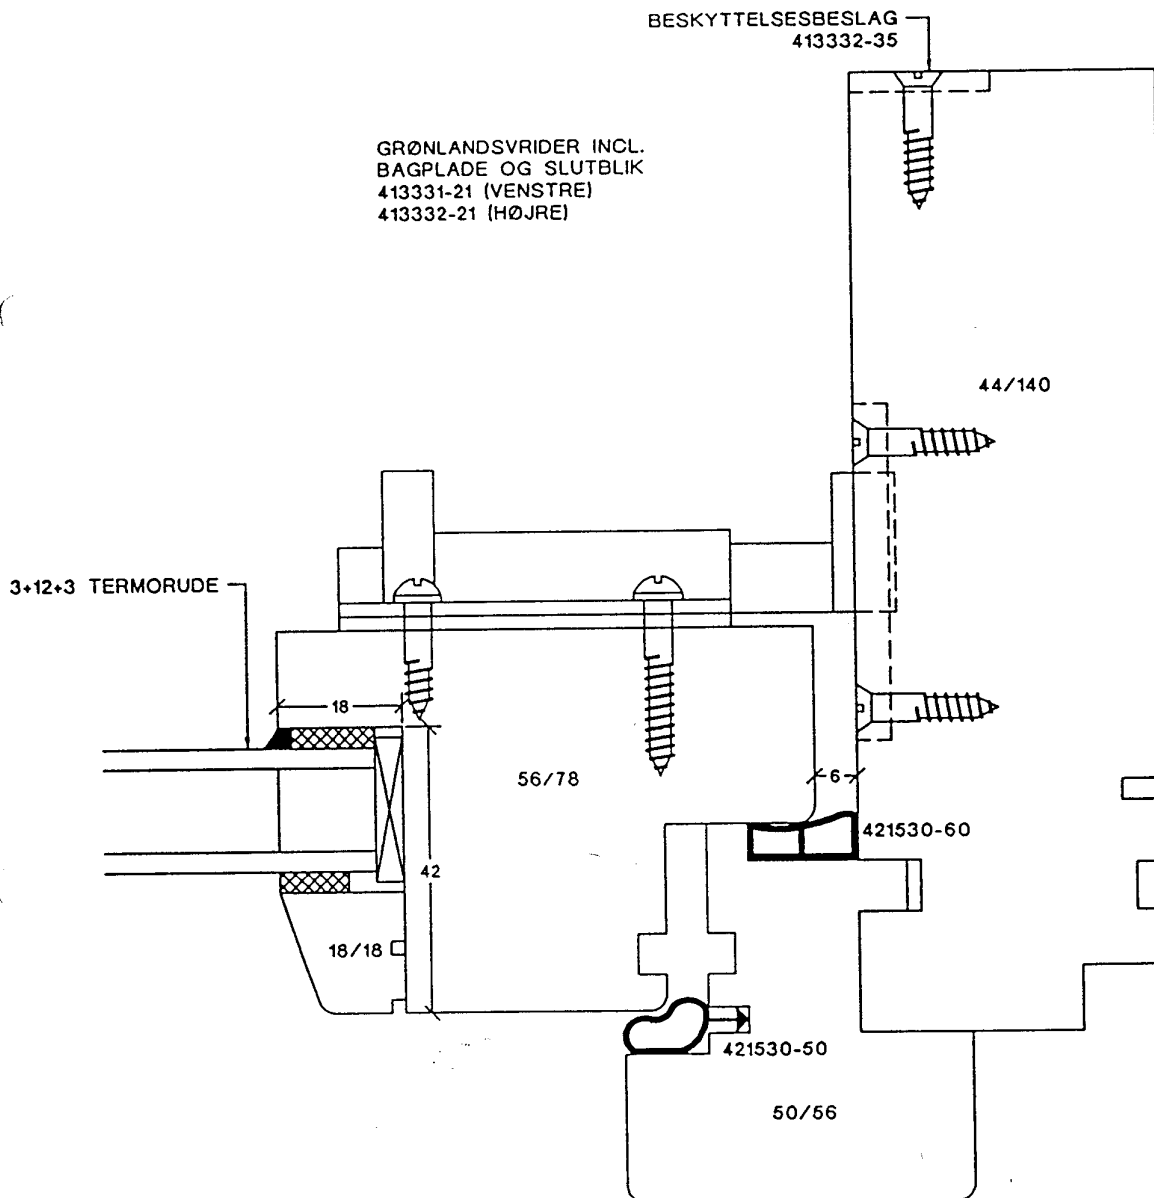 BESKYTTELSESBESLAG
413332-35
GRØNLANDSVRIDER INCL.
BAGPLADE OG SLUTBLIK
413331-21 (VENSTRE)
413332-21 (HØJRE)
44/140
3+12+3 TERMORUDE
18
56/78
6
421530-60
42
18/18
421530-50
50/56